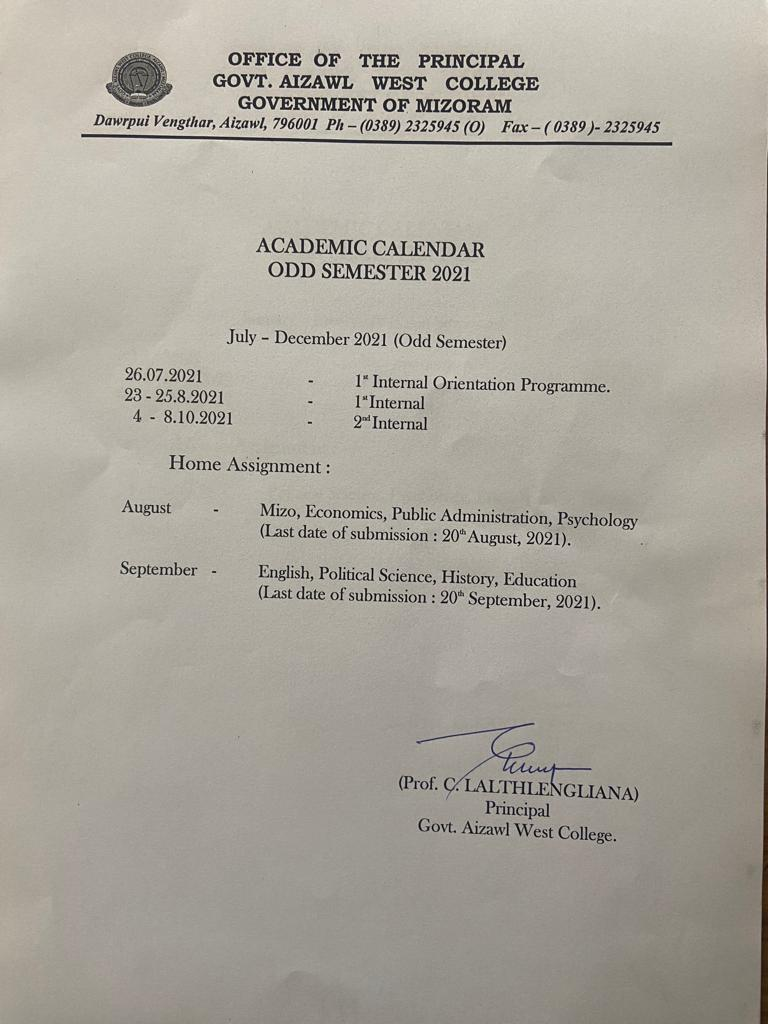 OFFICE OF THE PRINCIPAL
GOVT. AIZAWL WEST COLLEGE
GOVERNMENT OF MIZORAM
Dawrpui Vengthar, Aizawl, 796001 Ph – (0389) 2325945 (O) Fax – ( 0389 )- 2325945
ACADEMIC CALENDAR
ODD SEMESTER 2021
July – December 2021 (Odd Semester)
26.07.2021 - 1st Internal Orientation Programme.
23 - 25.8.2021 - 1st Internal
4 - 8.10.2021 - 2nd Internal
Home Assignment :
August - Mizo, Economics, Public Administration, Psychology
(Last date of submission : 20th August, 2021).
September - English, Political Science, History, Education
(Last date of submission : 20th September, 2021).
(Prof. C. LALTHLENGLIANA)
Principal
Govt. Aizawl West College.